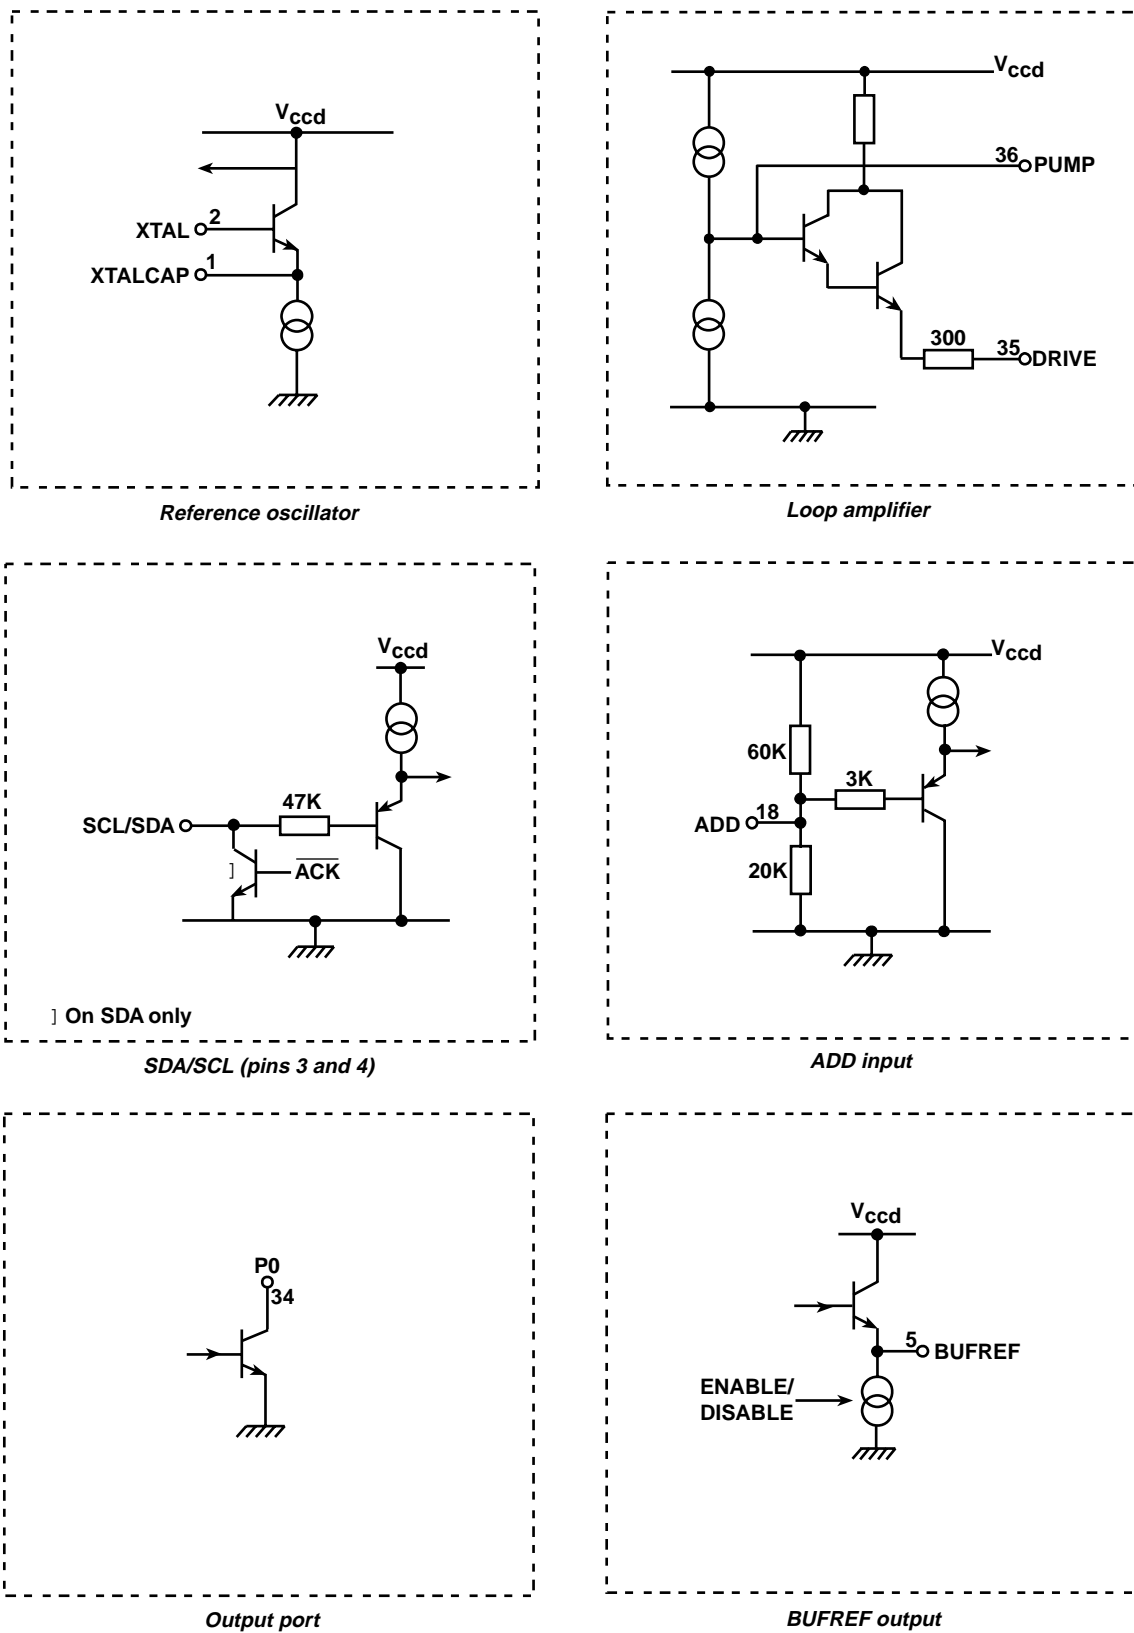 Vccd
XTAL 2
XTALCAP 1
Reference oscillator
Vccd
36 PUMP
300 35 DRIVE
Loop amplifier
Vccd
47K
SCL/SDA
] ACK
] On SDA only
SDA/SCL (pins 3 and 4)
Vccd
60K
3K
ADD 18
20K
ADD input
P0
34
Output port
Vccd
5 BUFREF
ENABLE/
DISABLE
BUFREF output